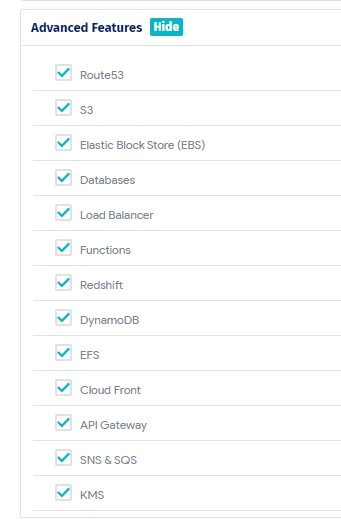 Advanced Features Hide
Route53
S3
Elastic Block Store (EBS)
Databases
Load Balancer
Functions
Redshift
DynamoDB
EFS
Cloud Front
API Gateway
SNS & SQS
KMS